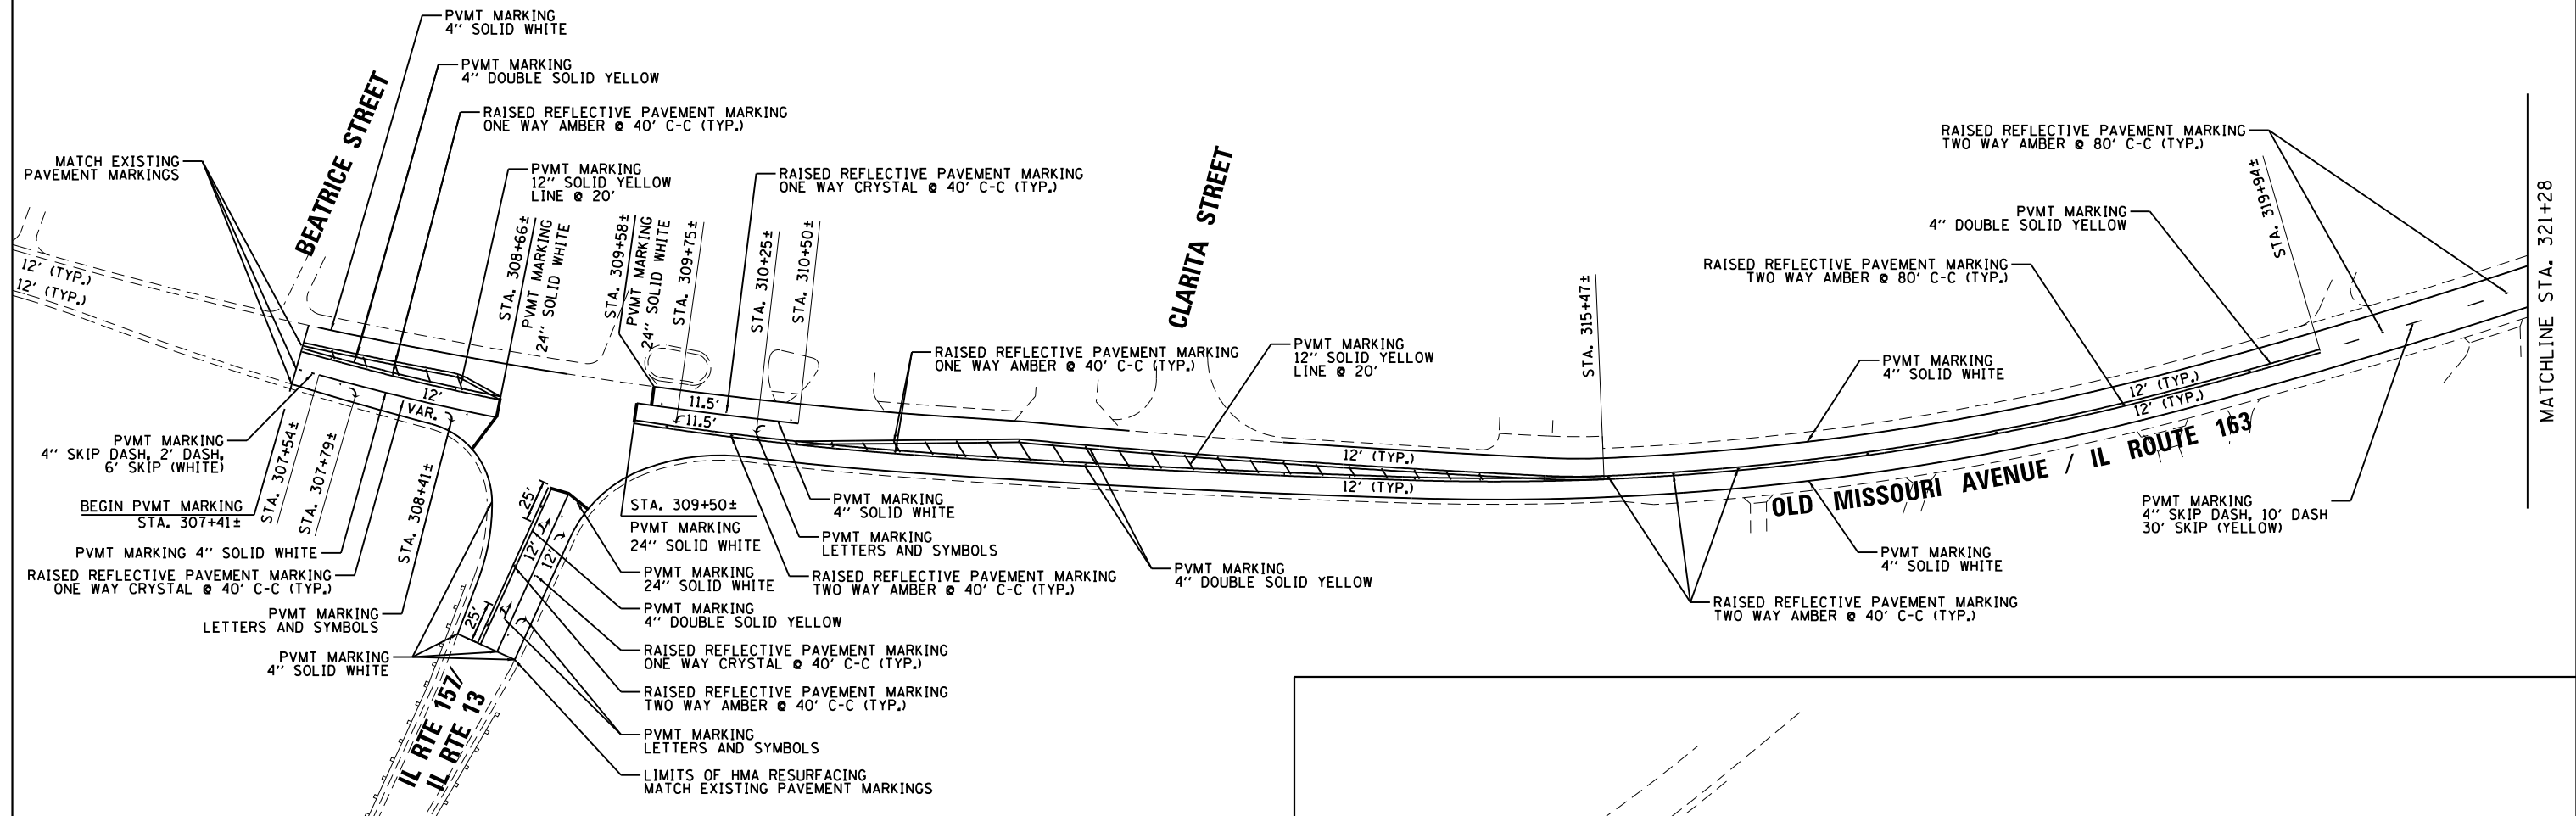 PVMT MARKING
4'' SOLID WHITE
PVMT MARKING
4'' DOUBLE SOLID YELLOW
RAISED REFLECTIVE PAVEMENT MARKING
ONE WAY AMBER @ 40' C-C (TYP.)
MATCH EXISTING
PAVEMENT MARKINGS
BEATRICE STREET
PVMT MARKING
12'' SOLID YELLOW
LINE @ 20'
RAISED REFLECTIVE PAVEMENT MARKING
ONE WAY CRYSTAL @ 40' C-C (TYP.)
CLARITA STREET
RAISED REFLECTIVE PAVEMENT MARKING
TWO WAY AMBER @ 80' C-C (TYP.)
STA. 319+94±
MATCHLINE STA. 321+28
PVMT MARKING
4'' DOUBLE SOLID YELLOW
RAISED REFLECTIVE PAVEMENT MARKING
TWO WAY AMBER @ 80' C-C (TYP.)
STA. 308+66±
PVMT MARKING
24'' SOLID WHITE
STA. 309+58±
PVMT MARKING
24'' SOLID WHITE
STA. 309+75±
STA. 310+25±
STA. 310+50±
STA. 315+47±
12' (TYP.)
12' (TYP.)
RAISED REFLECTIVE PAVEMENT MARKING
ONE WAY AMBER @ 40' C-C (TYP.)
PVMT MARKING
12'' SOLID YELLOW
LINE @ 20'
PVMT MARKING
4'' SOLID WHITE
12'
VAR.
11.5'
11.5'
12' (TYP.)
12' (TYP.)
12' (TYP.)
12' (TYP.)
OLD MISSOURI AVENUE / IL ROUTE 163
PVMT MARKING
4'' SKIP DASH, 2' DASH,
6' SKIP (WHITE)
BEGIN PVMT MARKING
STA. 307+41±
STA. 307+54±
STA. 307+79±
STA. 308+41±
PVMT MARKING 4'' SOLID WHITE
RAISED REFLECTIVE PAVEMENT MARKING
ONE WAY CRYSTAL @ 40' C-C (TYP.)
PVMT MARKING
LETTERS AND SYMBOLS
PVMT MARKING
4'' SOLID WHITE
25'
12'
12'
25'
IL RTE 157/
IL RTE 13
STA. 309+50±
PVMT MARKING
24'' SOLID WHITE
PVMT MARKING
4'' SOLID WHITE
PVMT MARKING
LETTERS AND SYMBOLS
RAISED REFLECTIVE PAVEMENT MARKING
TWO WAY AMBER @ 40' C-C (TYP.)
PVMT MARKING
4'' DOUBLE SOLID YELLOW
PVMT MARKING
24'' SOLID WHITE
PVMT MARKING
4'' DOUBLE SOLID YELLOW
RAISED REFLECTIVE PAVEMENT MARKING
ONE WAY CRYSTAL @ 40' C-C (TYP.)
RAISED REFLECTIVE PAVEMENT MARKING
TWO WAY AMBER @ 40' C-C (TYP.)
PVMT MARKING
LETTERS AND SYMBOLS
LIMITS OF HMA RESURFACING
MATCH EXISTING PAVEMENT MARKINGS
PVMT MARKING
4'' SOLID WHITE
RAISED REFLECTIVE PAVEMENT MARKING
TWO WAY AMBER @ 40' C-C (TYP.)
PVMT MARKING
4'' SKIP DASH, 10' DASH
30' SKIP (YELLOW)